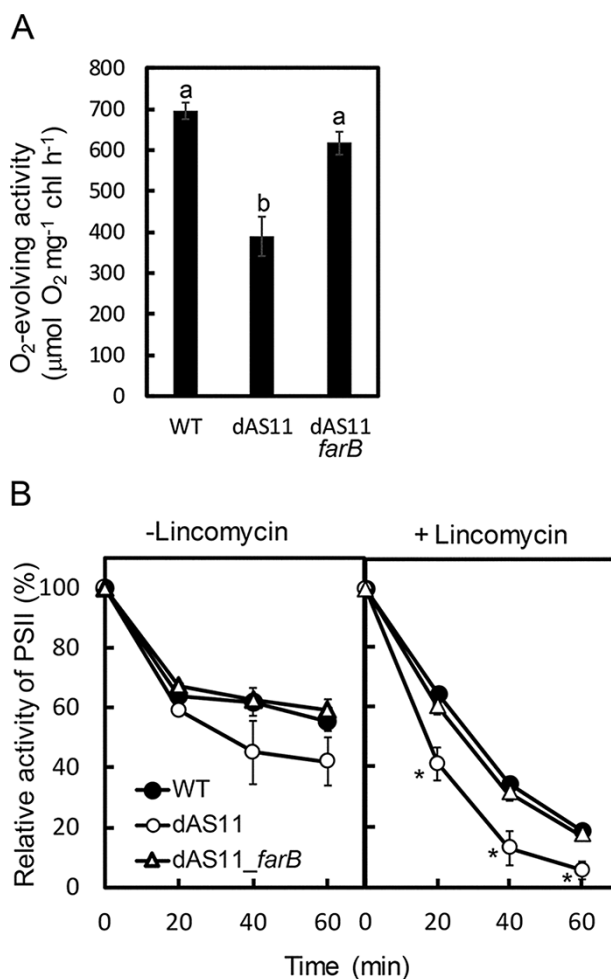 A
O₂-evolving activity
(μmol O₂ mg⁻¹ chl h⁻¹)
800
700
600
500
400
300
200
100
0
a
b
a
WT
dAS11
dAS11
farB
B
-Lincomycin
+ Lincomycin
Relative activity of PSII (%)
100
80
60
40
20
0
WT
dAS11
dAS11_farB
*
*
*
0
20
40
60
0
20
40
60
Time (min)